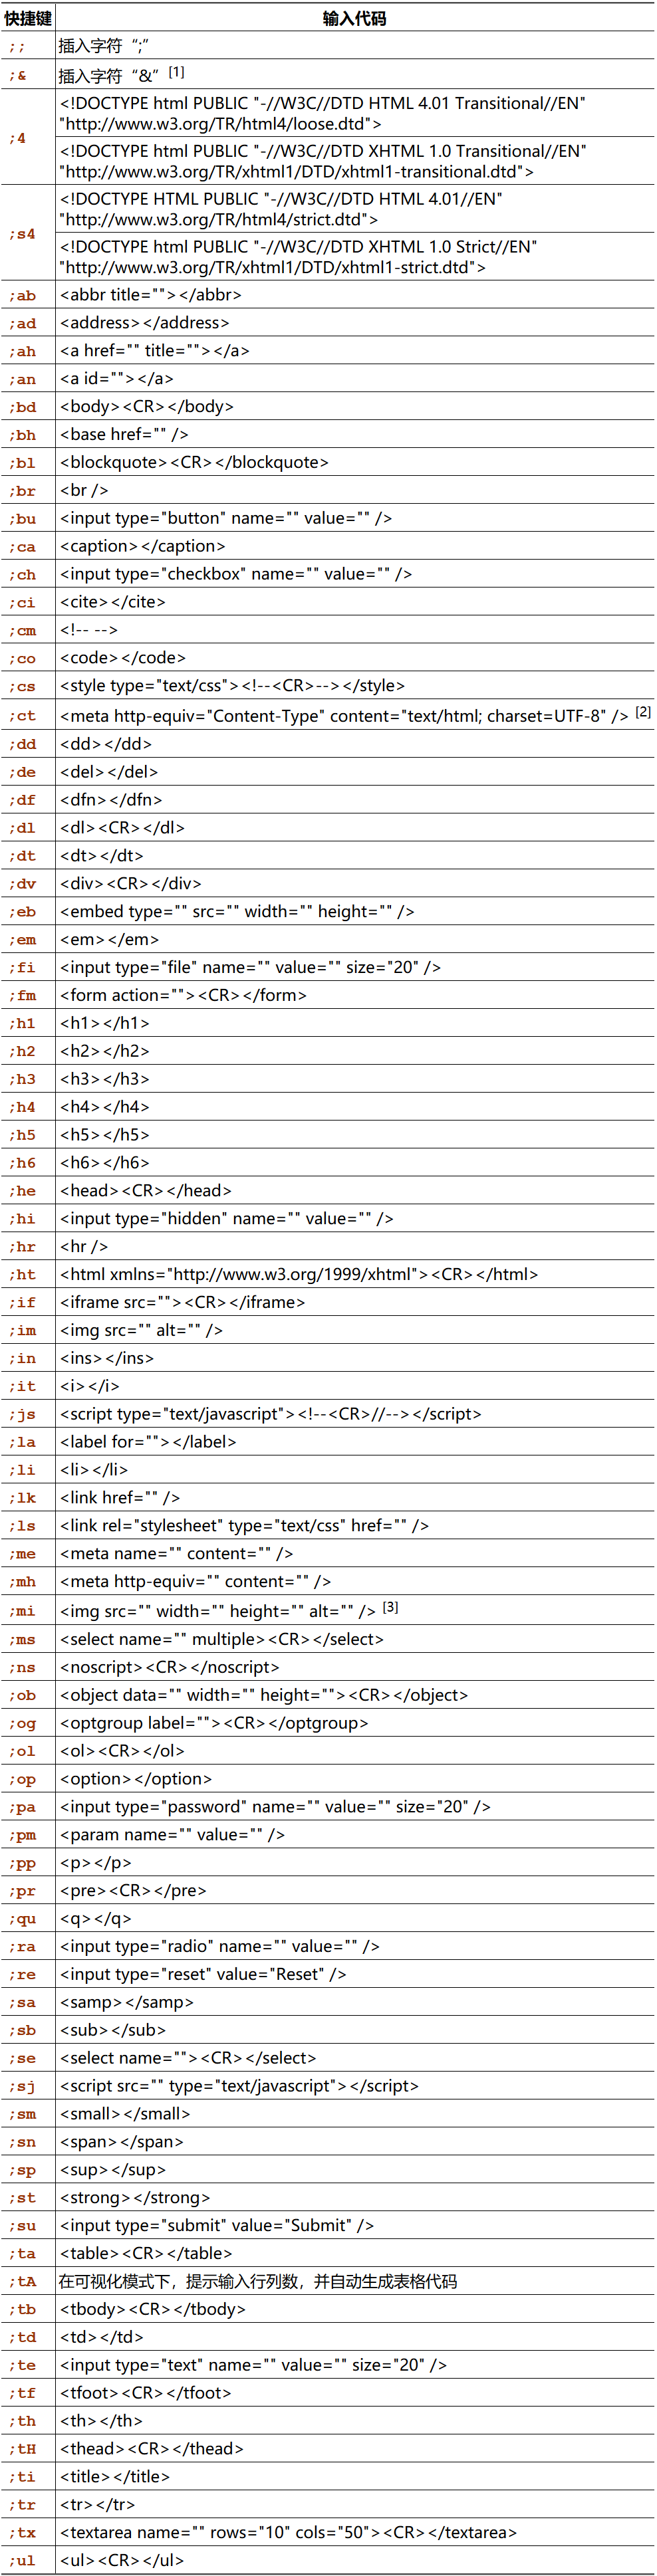 快捷键 输入代码
;; 插入字符“;”
;& 插入字符“&” [1]
;4 <!DOCTYPE html PUBLIC "-//W3C//DTD HTML 4.01 Transitional//EN"
"http://www.w3.org/TR/html4/loose.dtd">
<!DOCTYPE html PUBLIC "-//W3C//DTD XHTML 1.0 Transitional//EN"
"http://www.w3.org/TR/xhtml1/DTD/xhtml1-transitional.dtd">
;s4 <!DOCTYPE HTML PUBLIC "-//W3C//DTD HTML 4.01//EN"
"http://www.w3.org/TR/html4/strict.dtd">
<!DOCTYPE html PUBLIC "-//W3C//DTD XHTML 1.0 Strict//EN"
"http://www.w3.org/TR/xhtml1/DTD/xhtml1-strict.dtd">
;ab <abbr title=""></abbr>
;ad <address></address>
;ah <a href="" title=""></a>
;an <a id=""></a>
;bd <body><CR></body>
;bh <base href="" />
;bl <blockquote><CR></blockquote>
;br <br />
;bu <input type="button" name="" value="" />
;ca <caption></caption>
;ch <input type="checkbox" name="" value="" />
;ci <cite></cite>
;cm <!-- -->
;co <code></code>
;cs <style type="text/css"><!--<CR>--></style>
;ct <meta http-equiv="Content-Type" content="text/html; charset=UTF-8" /> [2]
;dd <dd></dd>
;de <del></del>
;df <dfn></dfn>
;dl <dl><CR></dl>
;dt <dt></dt>
;dv <div><CR></div>
;eb <embed type="" src="" width="" height="" />
;em <em></em>
;fi <input type="file" name="" value="" size="20" />
;fm <form action=""><CR></form>
;h1 <h1></h1>
;h2 <h2></h2>
;h3 <h3></h3>
;h4 <h4></h4>
;h5 <h5></h5>
;h6 <h6></h6>
;he <head><CR></head>
;hi <input type="hidden" name="" value="" />
;hr <hr />
;ht <html xmlns="http://www.w3.org/1999/xhtml"><CR></html>
;if <iframe src=""><CR></iframe>
;im <img src="" alt="" />
;in <ins></ins>
;it <i></i>
;js <script type="text/javascript"><!--<CR>//--></script>
;la <label for=""></label>
;li <li></li>
;lk <link href="" />
;ls <link rel="stylesheet" type="text/css" href="" />
;me <meta name="" content="" />
;mh <meta http-equiv="" content="" />
;mi <img src="" width="" height="" alt="" /> [3]
;ms <select name="" multiple><CR></select>
;ns <noscript><CR></noscript>
;ob <object data="" width="" height=""><CR></object>
;og <optgroup label=""><CR></optgroup>
;ol <ol><CR></ol>
;op <option></option>
;pa <input type="password" name="" value="" size="20" />
;pm <param name="" value="" />
;pp <p></p>
;pr <pre><CR></pre>
;qu <q></q>
;ra <input type="radio" name="" value="" />
;re <input type="reset" value="Reset" />
;sa <samp></samp>
;sb <sub></sub>
;se <select name=""><CR></select>
;sj <script src="" type="text/javascript"></script>
;sm <small></small>
;sn <span></span>
;sp <sup></sup>
;st <strong></strong>
;su <input type="submit" value="Submit" />
;ta <table><CR></table>
;tA 在可视化模式下，提示输入行列数，并自动生成表格代码
;tb <tbody><CR></tbody>
;td <td></td>
;te <input type="text" name="" value="" size="20" />
;tf <tfoot><CR></tfoot>
;th <th></th>
;tH <thead><CR></thead>
;ti <title></title>
;tr <tr></tr>
;tx <textarea name="" rows="10" cols="50"><CR></textarea>
;ul <ul><CR></ul>